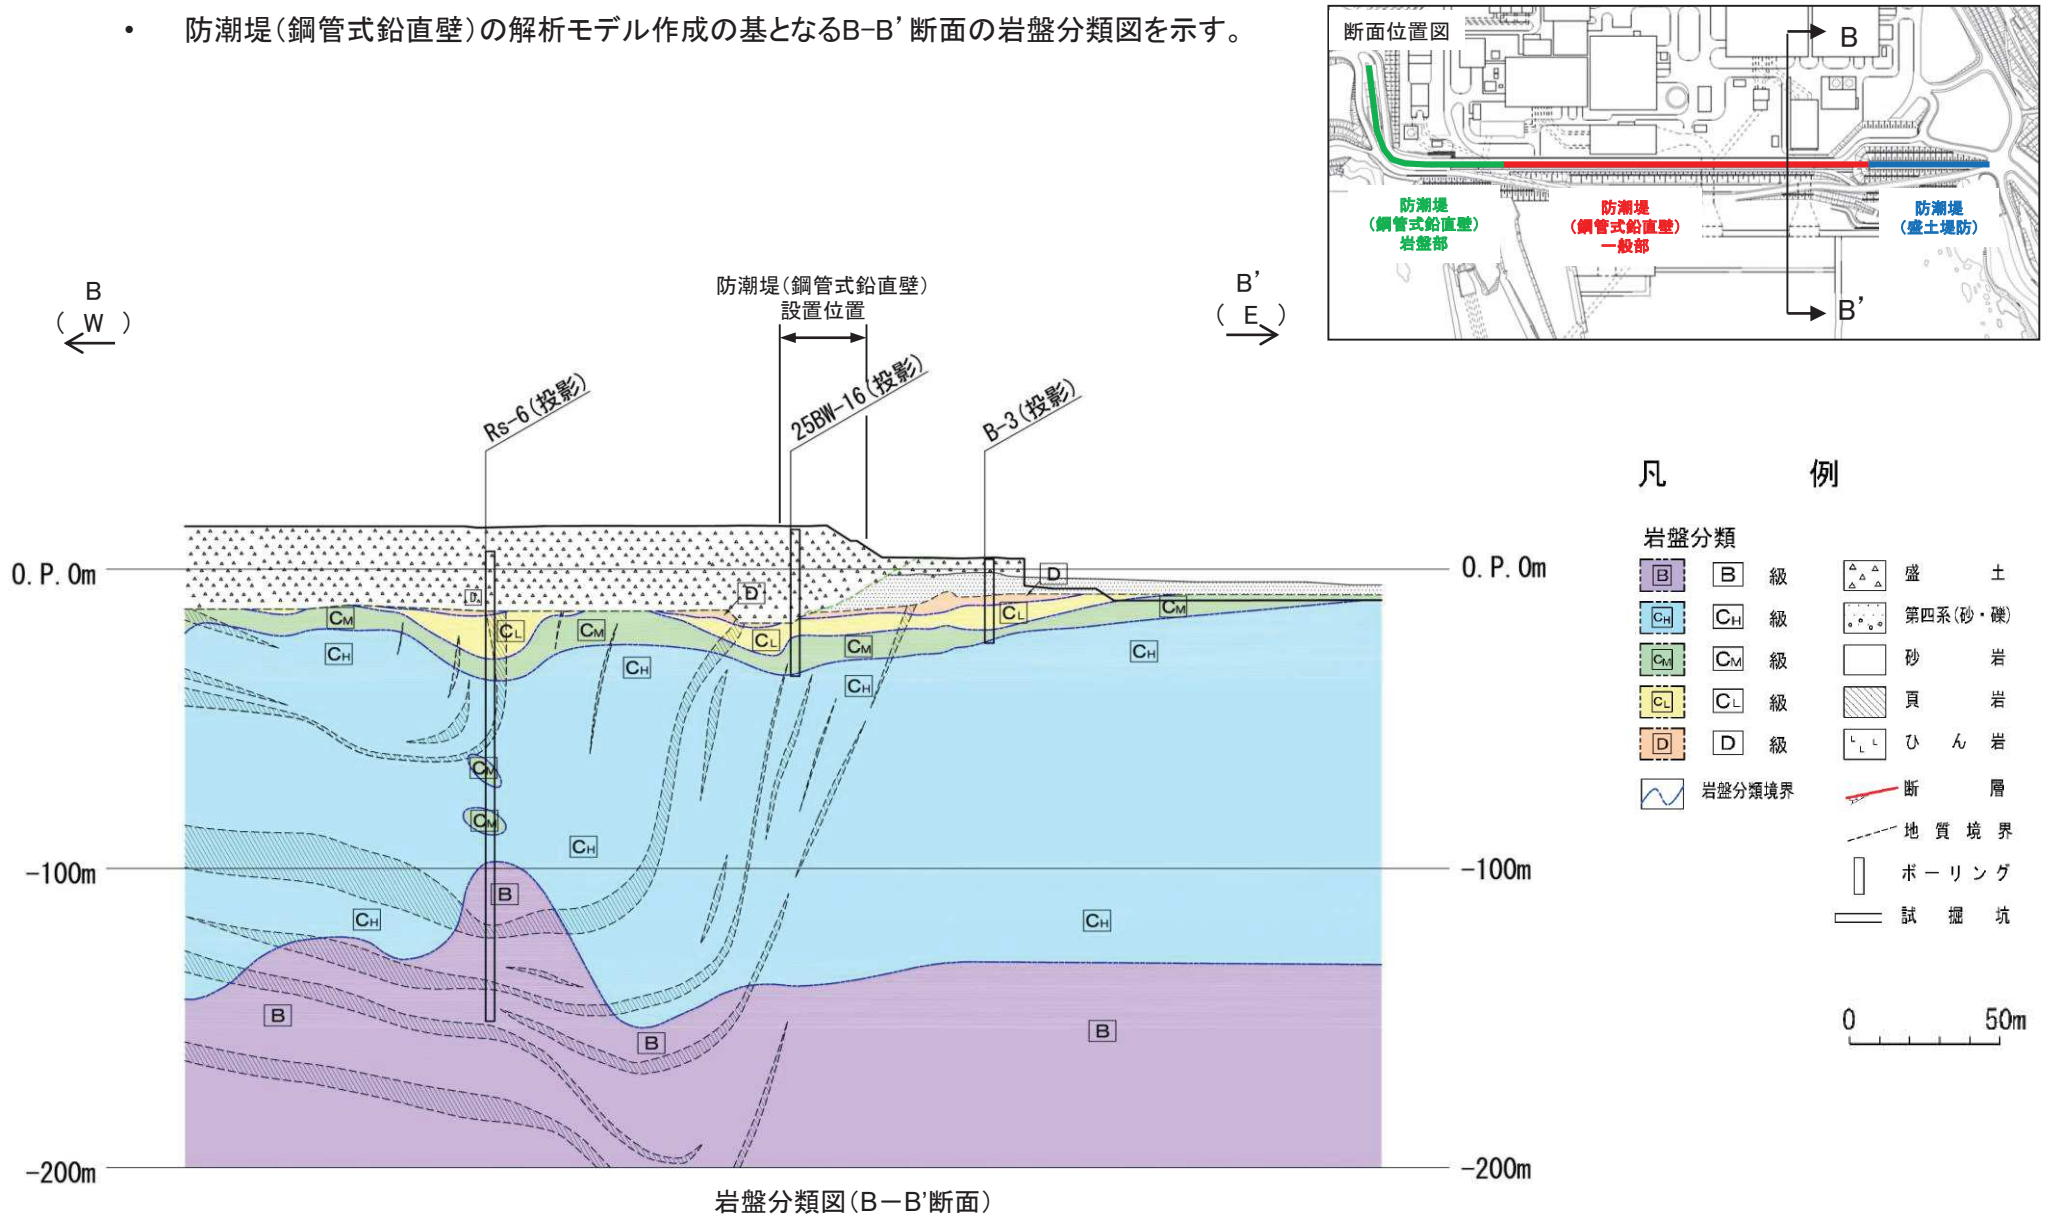 • 防潮堤(鋼管式鉛直壁)の解析モデル作成の基となるB-B’断面の岩盤分類図を示す。
断面位置図
B
B’
防潮堤
(鋼管式鉛直壁)
岩盤部
防潮堤
(鋼管式鉛直壁)
一般部
防潮堤
(盛土堤防)
B
( W )
防潮堤(鋼管式鉛直壁)
設置位置
B’
( E )
Rs-6(投影)
25BW-16(投影)
B-3(投影)
O.P.0m
O.P.0m
D
D
D
CM
CL
CM
CL
CM
CL
CM
CH
CH
CH
CH
CM
CM
CH
-100m
-100m
B
CH
CH
B
B
B
-200m
-200m
岩盤分類図(B-B’断面)
凡 例
岩盤分類
B B 級
CH CH 級
CM CM 級
CL CL 級
D D 級
岩盤分類境界
盛 土
第四系(砂・礫)
砂 岩
頁 岩
ひ ん 岩
断 層
地 質 境 界
ボ ー リ ン グ
試 掘 坑
0 50m